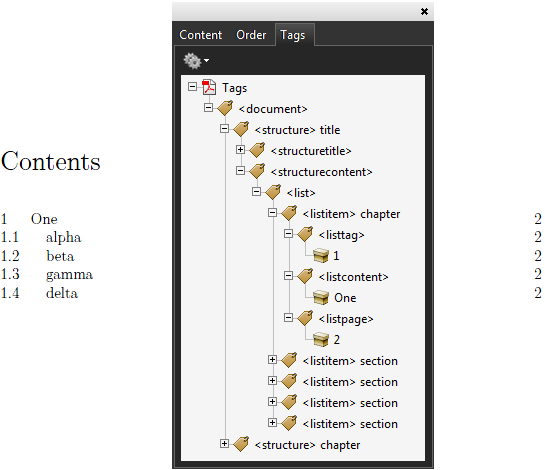 Contents
1 One 2
1.1 alpha 2
1.2 beta 2
1.3 gamma 2
1.4 delta 2
Content Order Tags
Tags
<document>
<structure> title
<structuretitle>
<structurecontent>
<list>
<listitem> chapter
<listtag>
1
<listcontent>
One
<listpage>
2
<listitem> section
<listitem> section
<listitem> section
<listitem> section
<structure> chapter